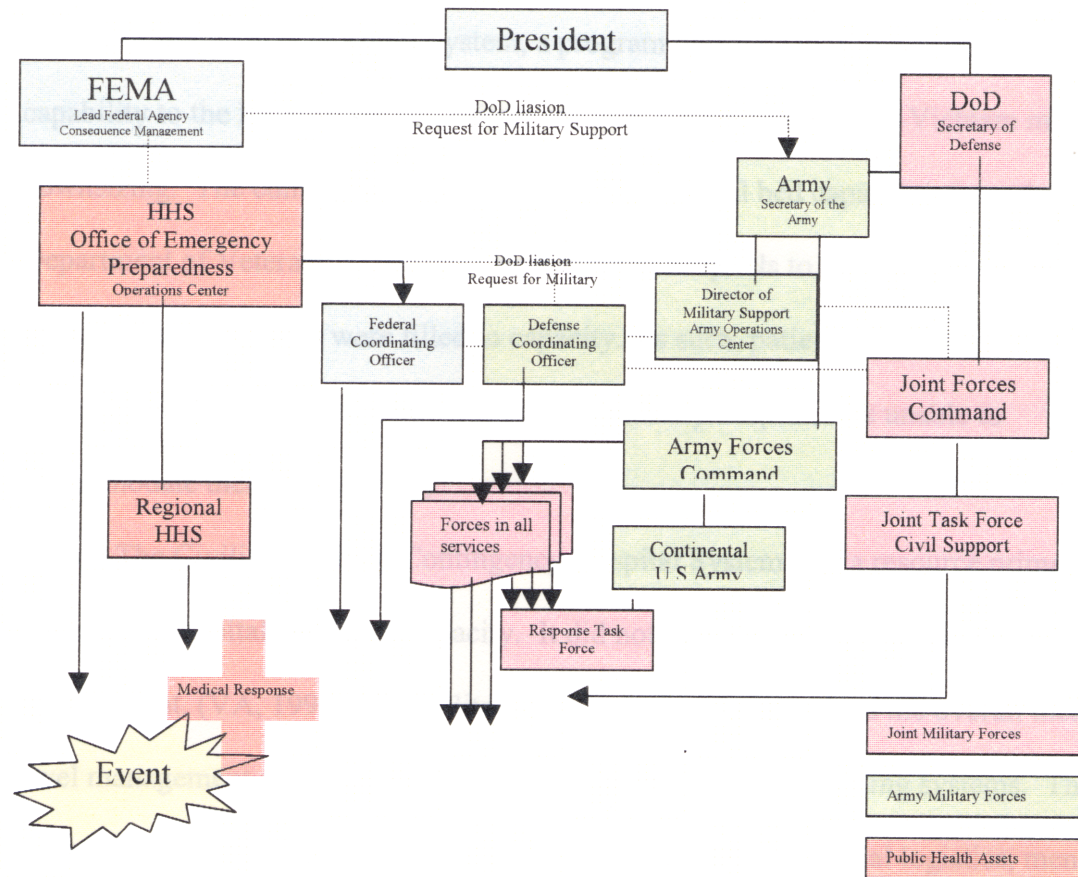 President
FEMA
Lead Federal Agency
Consequence Management
DoD liasion
Request for Military Support
DoD
Secretary of
Defense
Army
Secretary of the
Army
HHS
Office of Emergency
Preparedness
Operations Center
DoD liasion
Request for Military
Director of
Military Support
Army Operations
Center
Federal
Coordinating
Officer
Defense
Coordinating
Officer
Joint Forces
Command
Army Forces
Command
Regional
HHS
Forces in all
services
Continental
U.S Army
Joint Task Force
Civil Support
Response Task
Force
Medical Response
Event
Joint Military Forces
Army Military Forces
Public Health Assets